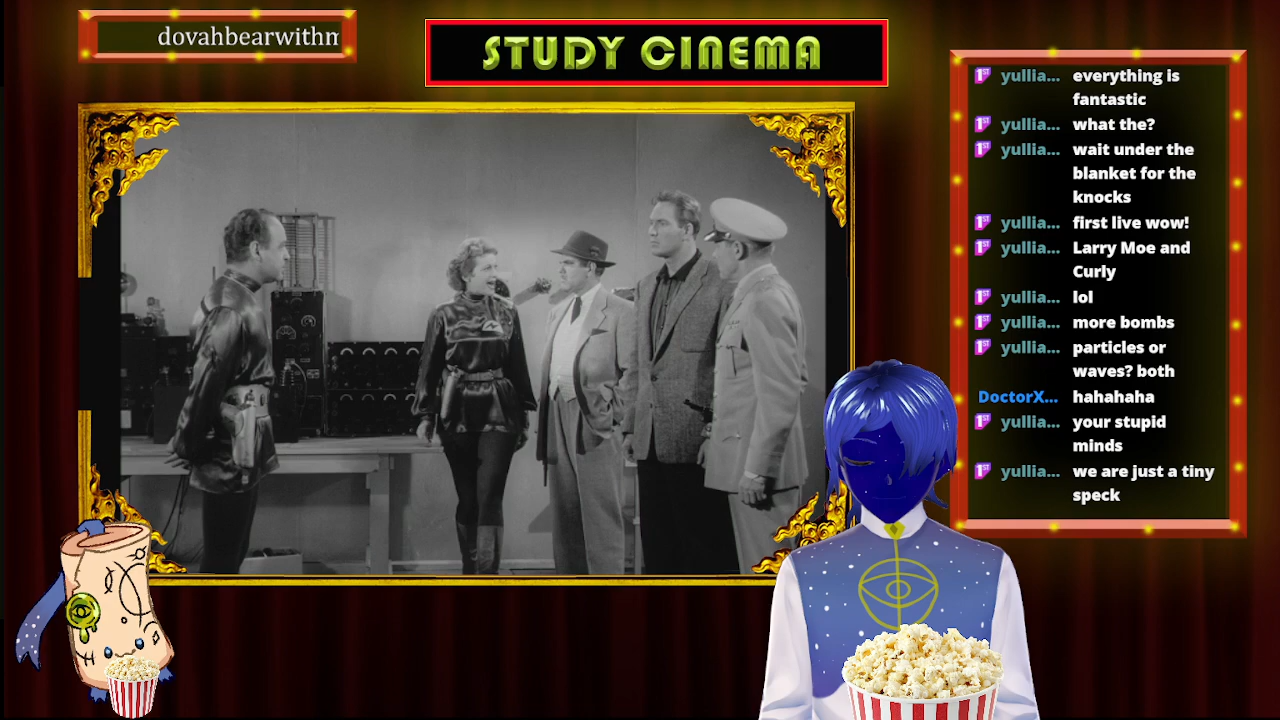 dovahbearwithm
STUDY CINEMA
yullia... everything is
fantastic
yullia... what the?
yullia... wait under the
blanket for the
knocks
yullia... first live wow!
yullia... Larry Moe and
Curly
yullia... lol
yullia... more bombs
yullia... particles or
waves? both
DoctorX... hahahaha
yullia... your stupid
minds
yullia... we are just a tiny
speck